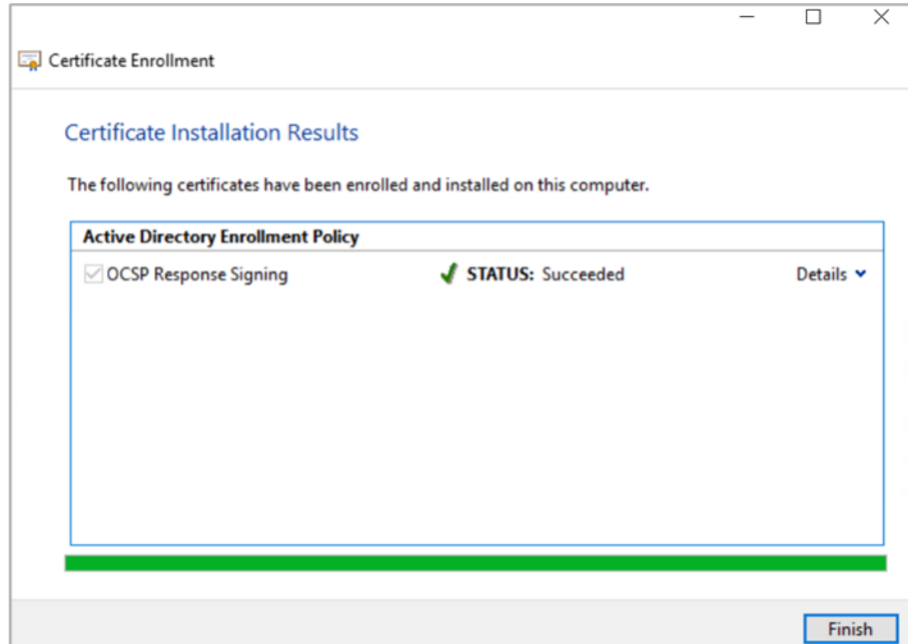 Certificate Enrollment
Certificate Installation Results
The following certificates have been enrolled and installed on this computer.
Active Directory Enrollment Policy
OCSP Response Signing STATUS: Succeeded Details
Finish